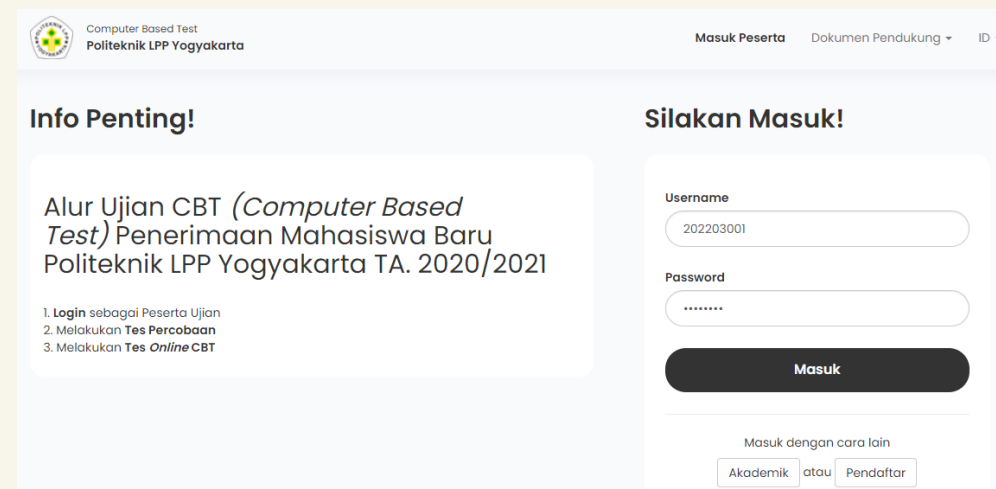 Computer Based Test
Politeknik LPP Yogyakarta
Masuk Peserta
Dokumen Pendukung
ID
Info Penting!
Alur Ujian CBT (Computer Based
Test) Penerimaan Mahasiswa Baru
Politeknik LPP Yogyakarta TA. 2020/2021
1. Login sebagai Peserta Ujian
2. Melakukan Tes Percobaan
3. Melakukan Tes Online CBT
Silakan Masuk!
Username
202203001
Password
••••••••
Masuk
Masuk dengan cara lain
Akademik atau Pendaftar